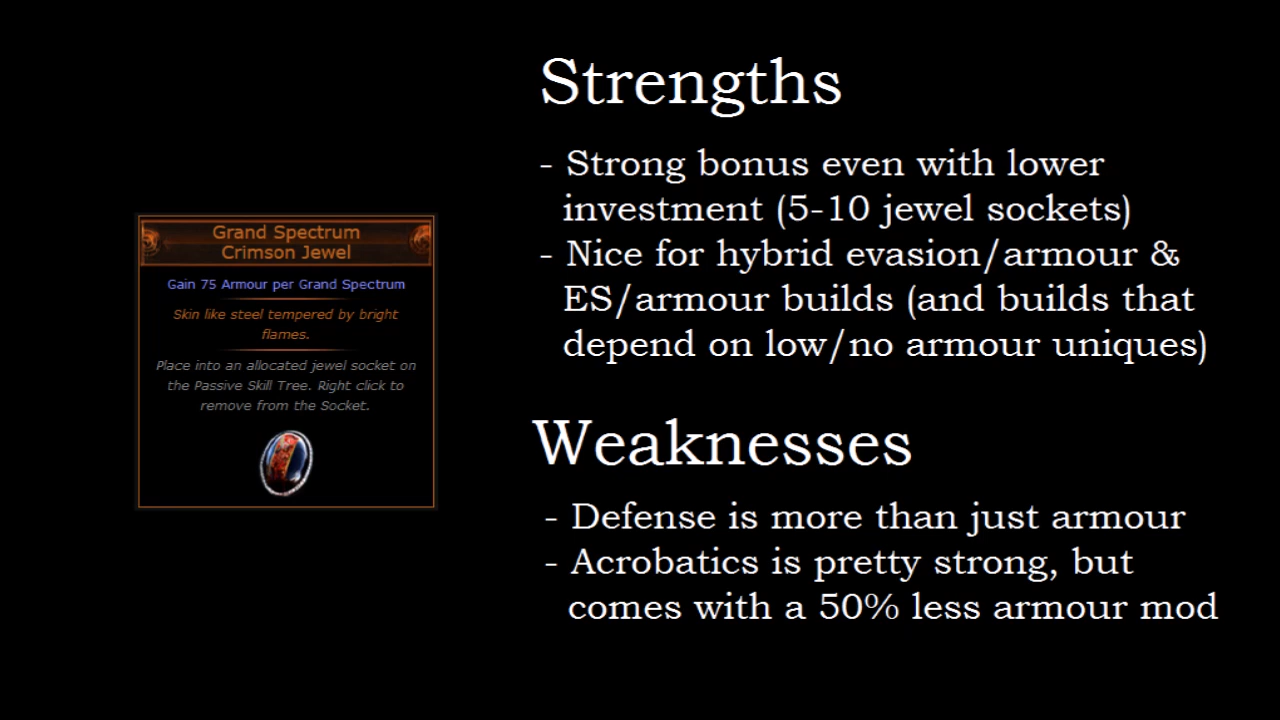 Grand Spectrum
Crimson Jewel
Gain 75 Armour per Grand Spectrum
Skin like steel tempered by bright
flames.
Place into an allocated jewel socket on
the Passive Skill Tree. Right click to
remove from the Socket.
Strengths
- Strong bonus even with lower
investment (5-10 jewel sockets)
- Nice for hybrid evasion/armour &
ES/armour builds (and builds that
depend on low/no armour uniques)
Weaknesses
- Defense is more than just armour
- Acrobatics is pretty strong, but
comes with a 50% less armour mod